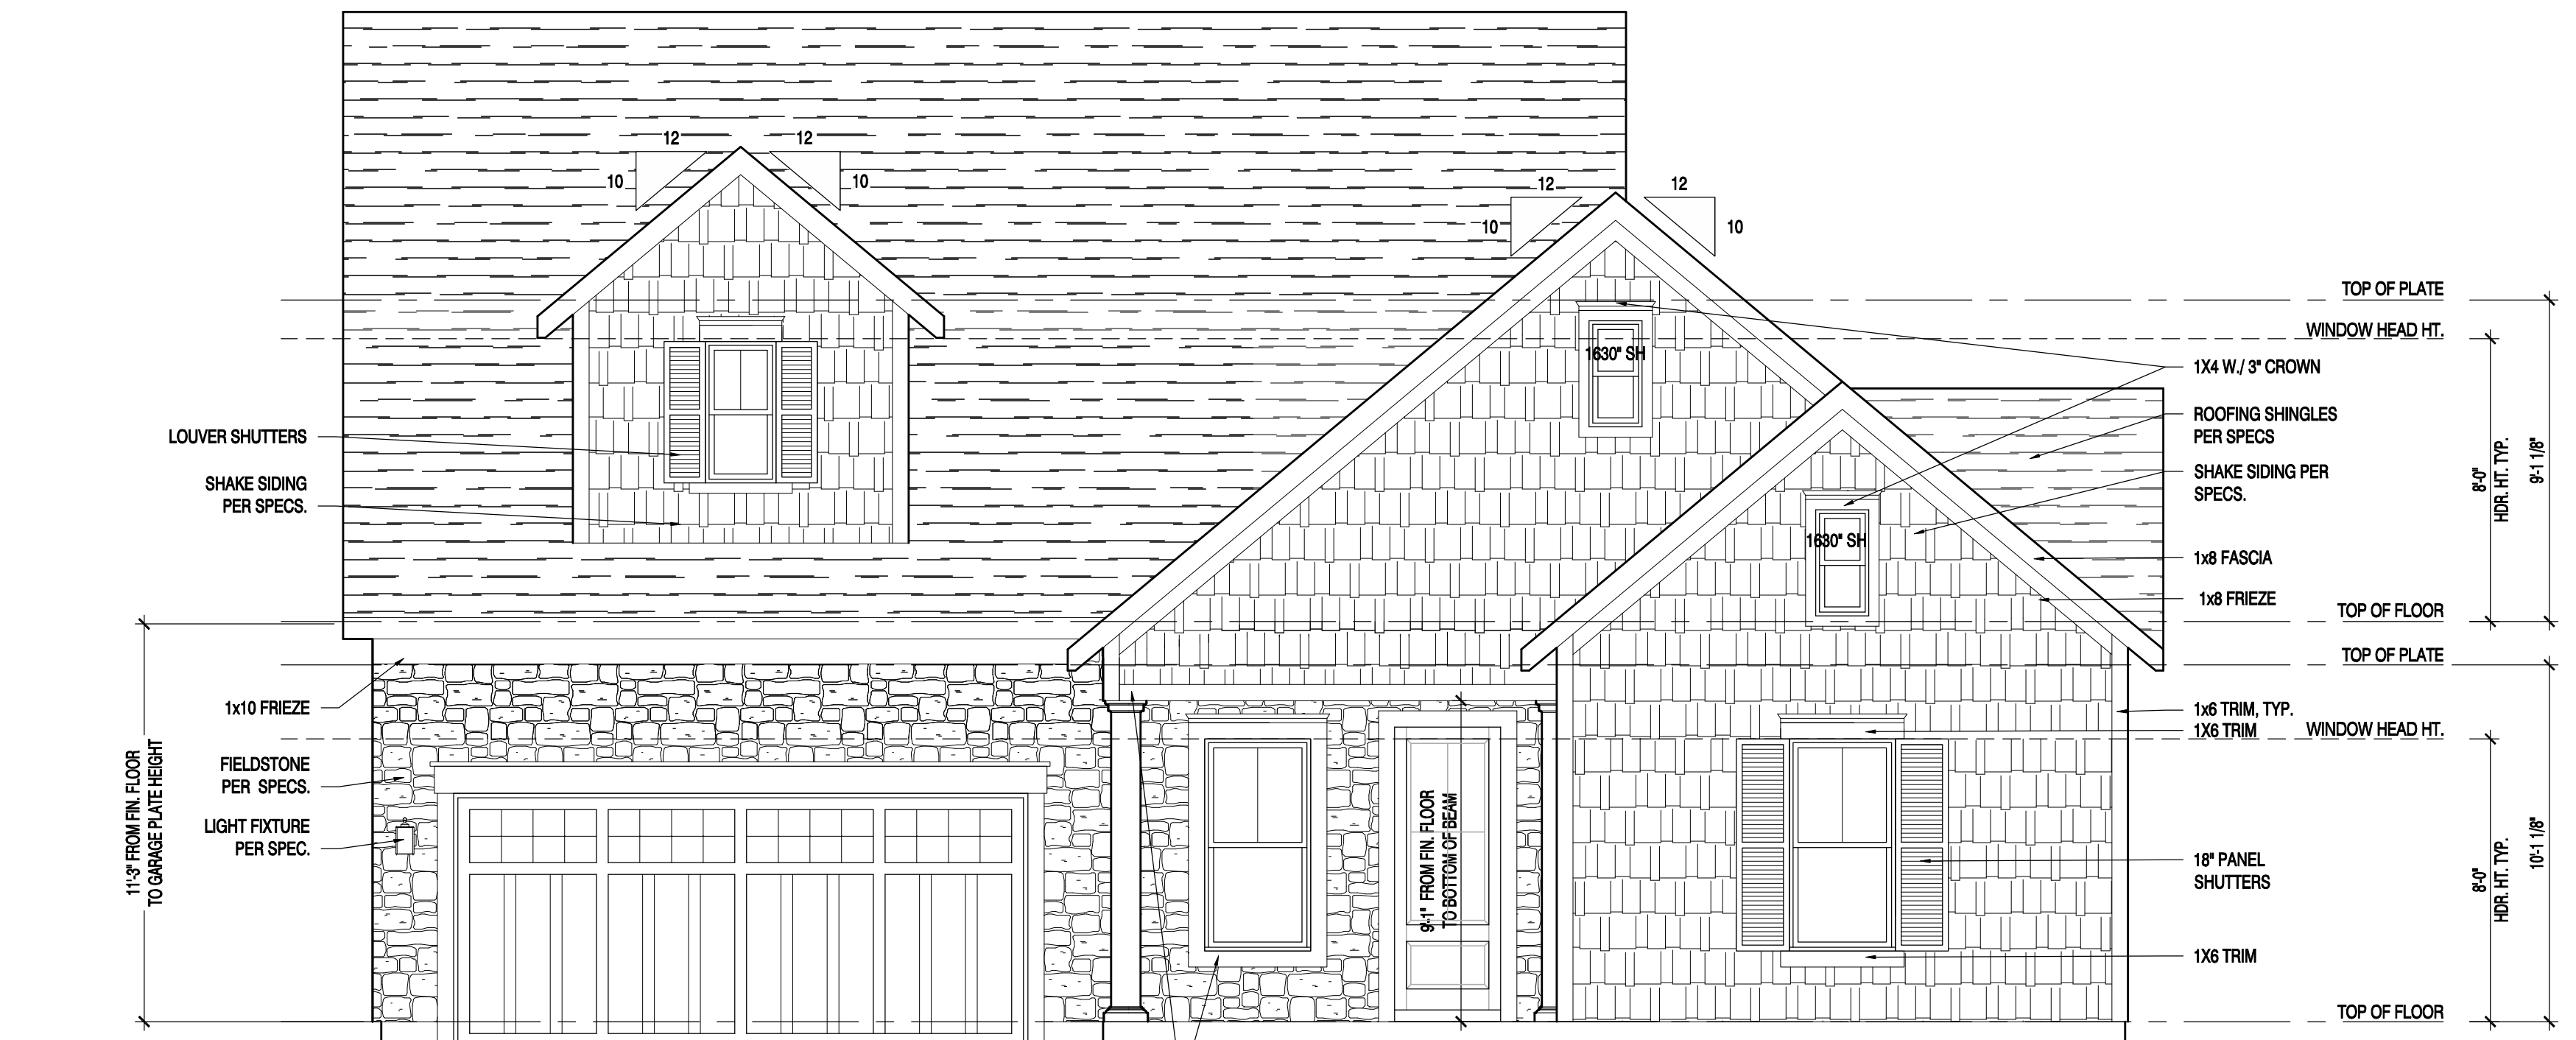 12
12
10
10
12
12
10
10
TOP OF PLATE
WINDOW HEAD HT.
1630" SH
1X4 W./ 3" CROWN
ROOFING SHINGLES
PER SPECS
LOUVER SHUTTERS
SHAKE SIDING
PER SPECS.
SHAKE SIDING PER
SPECS.
8'-0"
HDR. HT. TYP.
9'-1 1/8"
1630" SH
1x8 FASCIA
1x8 FRIEZE
TOP OF FLOOR
TOP OF PLATE
1x10 FRIEZE
1x6 TRIM, TYP.
1X6 TRIM
WINDOW HEAD HT.
FIELDSTONE
PER SPECS.
LIGHT FIXTURE
PER SPEC.
11'-3" FROM FIN. FLOOR
TO GARAGE PLATE HEIGHT
9'-1" FROM FIN. FLOOR
TO BOTTOM OF BEAM
18" PANEL
SHUTTERS
8'-0"
HDR. HT. TYP.
10'-1 1/8"
1X6 TRIM
TOP OF FLOOR